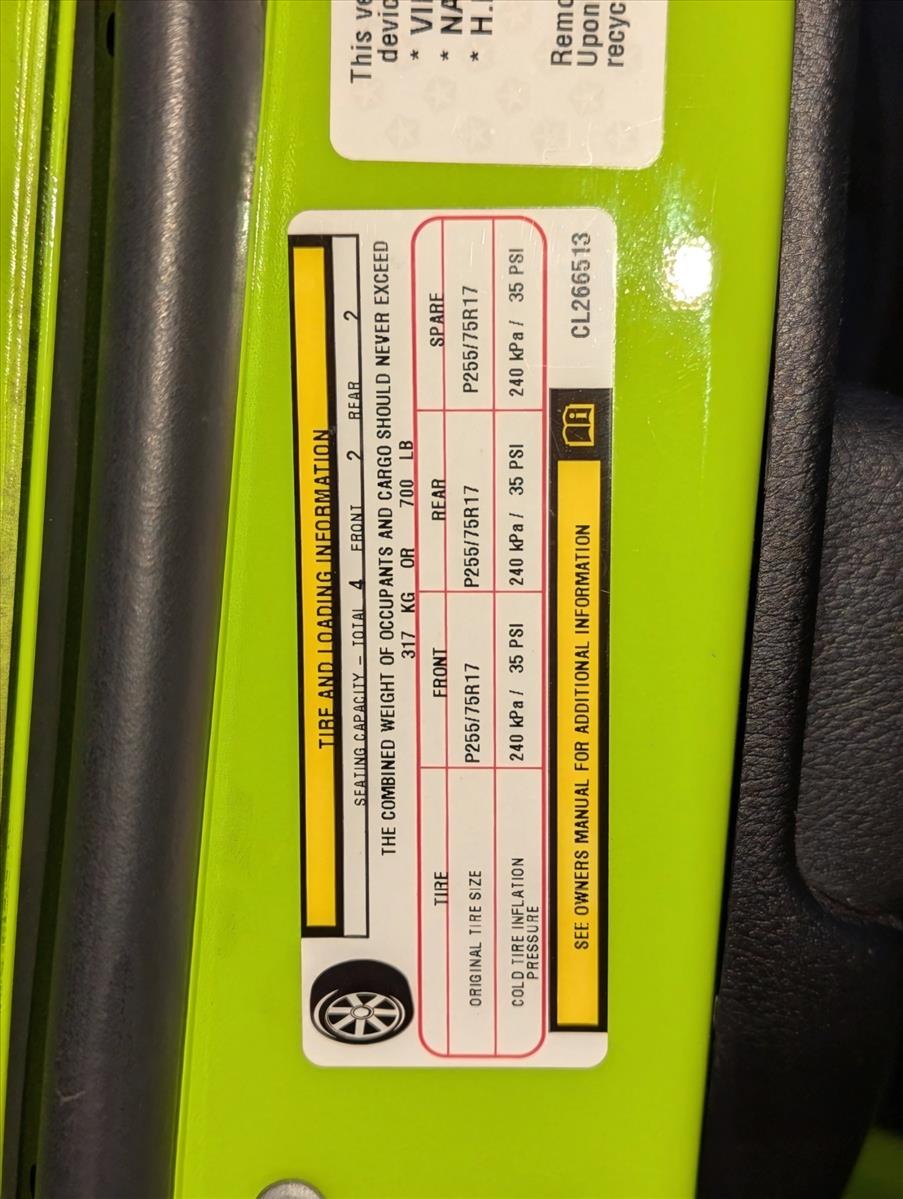 This
devic
* VI
* NA
* H.
Remo
Upon
recyc
TIRE AND LOADING INFORMATION
SEATING CAPACITY – TOTAL 4 FRONT 2 REAR 2
THE COMBINED WEIGHT OF OCCUPANTS AND CARGO SHOULD NEVER EXCEED
317 KG OR 700 LB
TIRE FRONT REAR SPARE
ORIGINAL TIRE SIZE P255/75R17 P255/75R17 P255/75R17
COLD TIRE INFLATION PRESSURE 240 kPa / 35 PSI 240 kPa / 35 PSI 240 kPa / 35 PSI
SEE OWNERS MANUAL FOR ADDITIONAL INFORMATION
CL266513